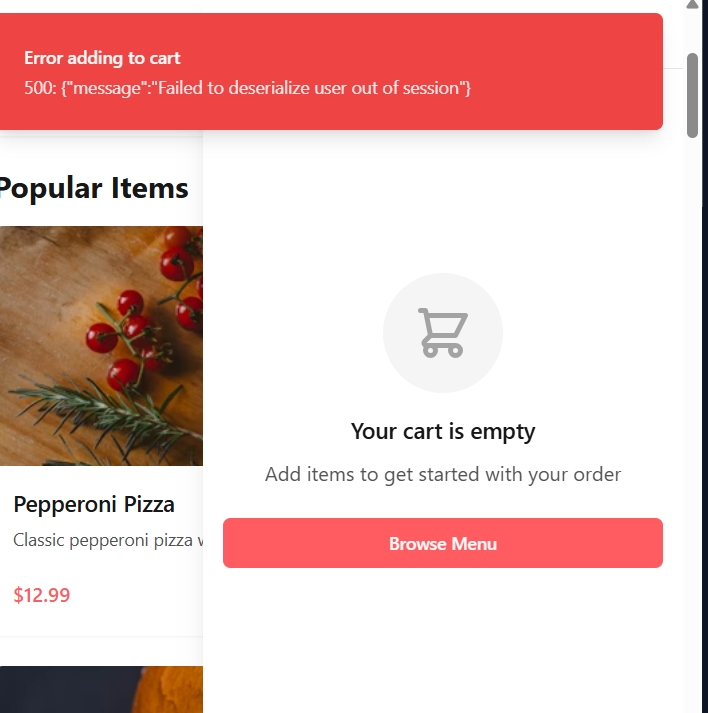 Error adding to cart
500: {"message":"Failed to deserialize user out of session"}
Popular Items
Your cart is empty
Add items to get started with your order
Browse Menu
Pepperoni Pizza
Classic pepperoni pizza
$12.99